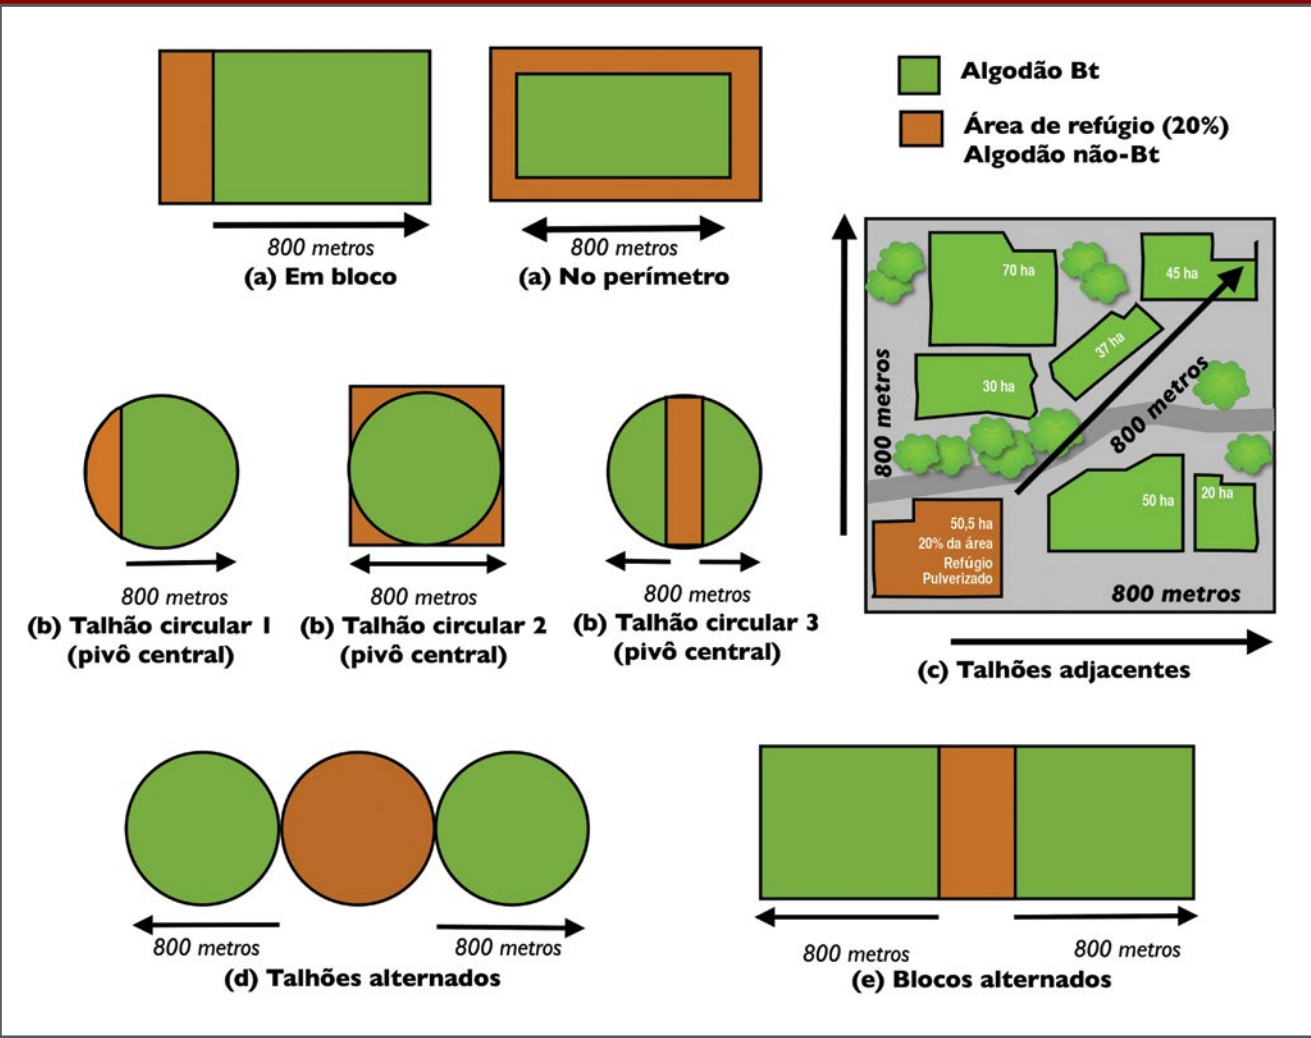 Algodão Bt
Área de refúgio (20%)
Algodão não-Bt
800 metros
(a) Em bloco
800 metros
(a) No perímetro
800 metros
(b) Talhão circular 1
(pivô central)
800 metros
(b) Talhão circular 2
(pivô central)
800 metros
(b) Talhão circular 3
(pivô central)
70 ha
45 ha
37 ha
30 ha
800 metros
800 metros
50 ha
20 ha
50,5 ha
20% da área
Refúgio
Pulverizado
800 metros
(c) Talhões adjacentes
800 metros
800 metros
(d) Talhões alternados
800 metros
800 metros
(e) Blocos alternados